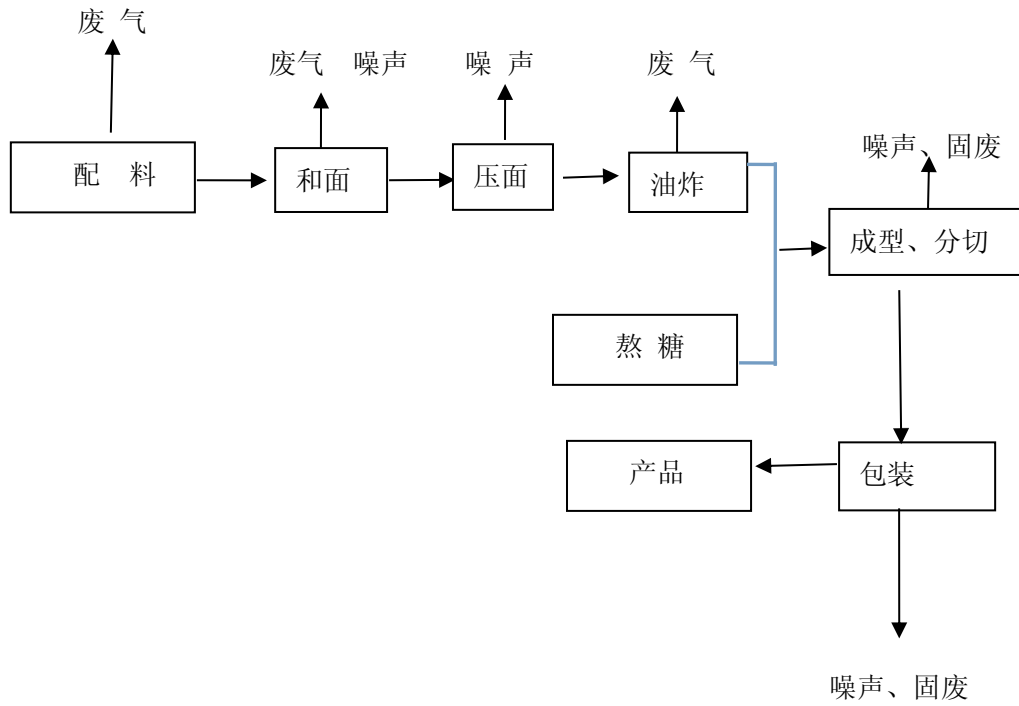 废 气
废气 噪声
噪 声
废 气
噪声、固废
配 料
和面
压面
油炸
成型、分切
熬 糖
产品
包装
噪声、固废